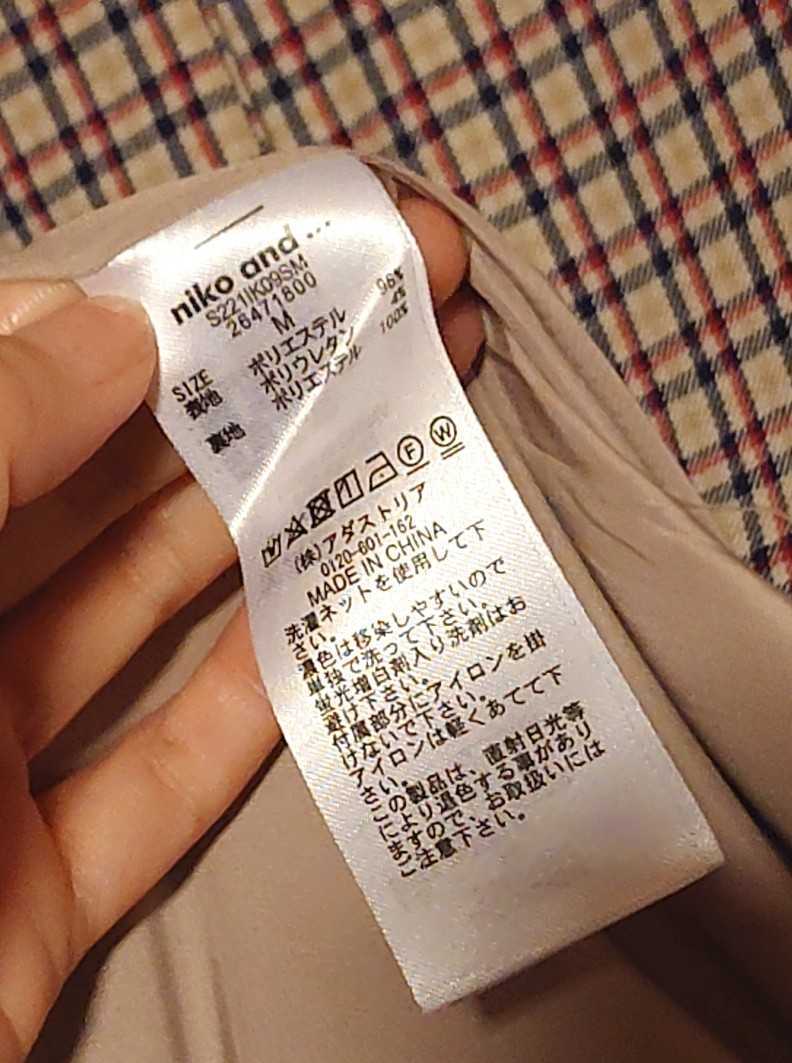 niko and ...
S221IK09SM
26471800
SIZE M
表地 ポリエステル 96%
ポリウレタン 4%
裏地 ポリエステル 100%
F W
(株)アダストリア
0120-601-162
MADE IN CHINA
洗濯ネットを使用して下
さい。
濃色は移染しやすいので
単独で洗って下さい。
蛍光増白剤入り洗剤はお
避け下さい。
付属部分にアイロンを掛
けないで下さい。
アイロンは軽くあてて下
さい。
この製品は、直射日光等
により退色する事があり
ますので、お取扱いには
ご注意下さい。